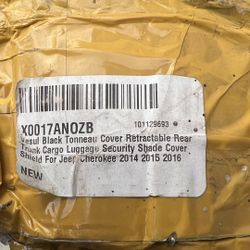 X0017ANOZB
101129693
Vesul Black Tonneau Cover Retractable Rear
Trunk Cargo Luggage Security Shade Cover
Shield For Jeep Cherokee 2014 2015 2016
NEW